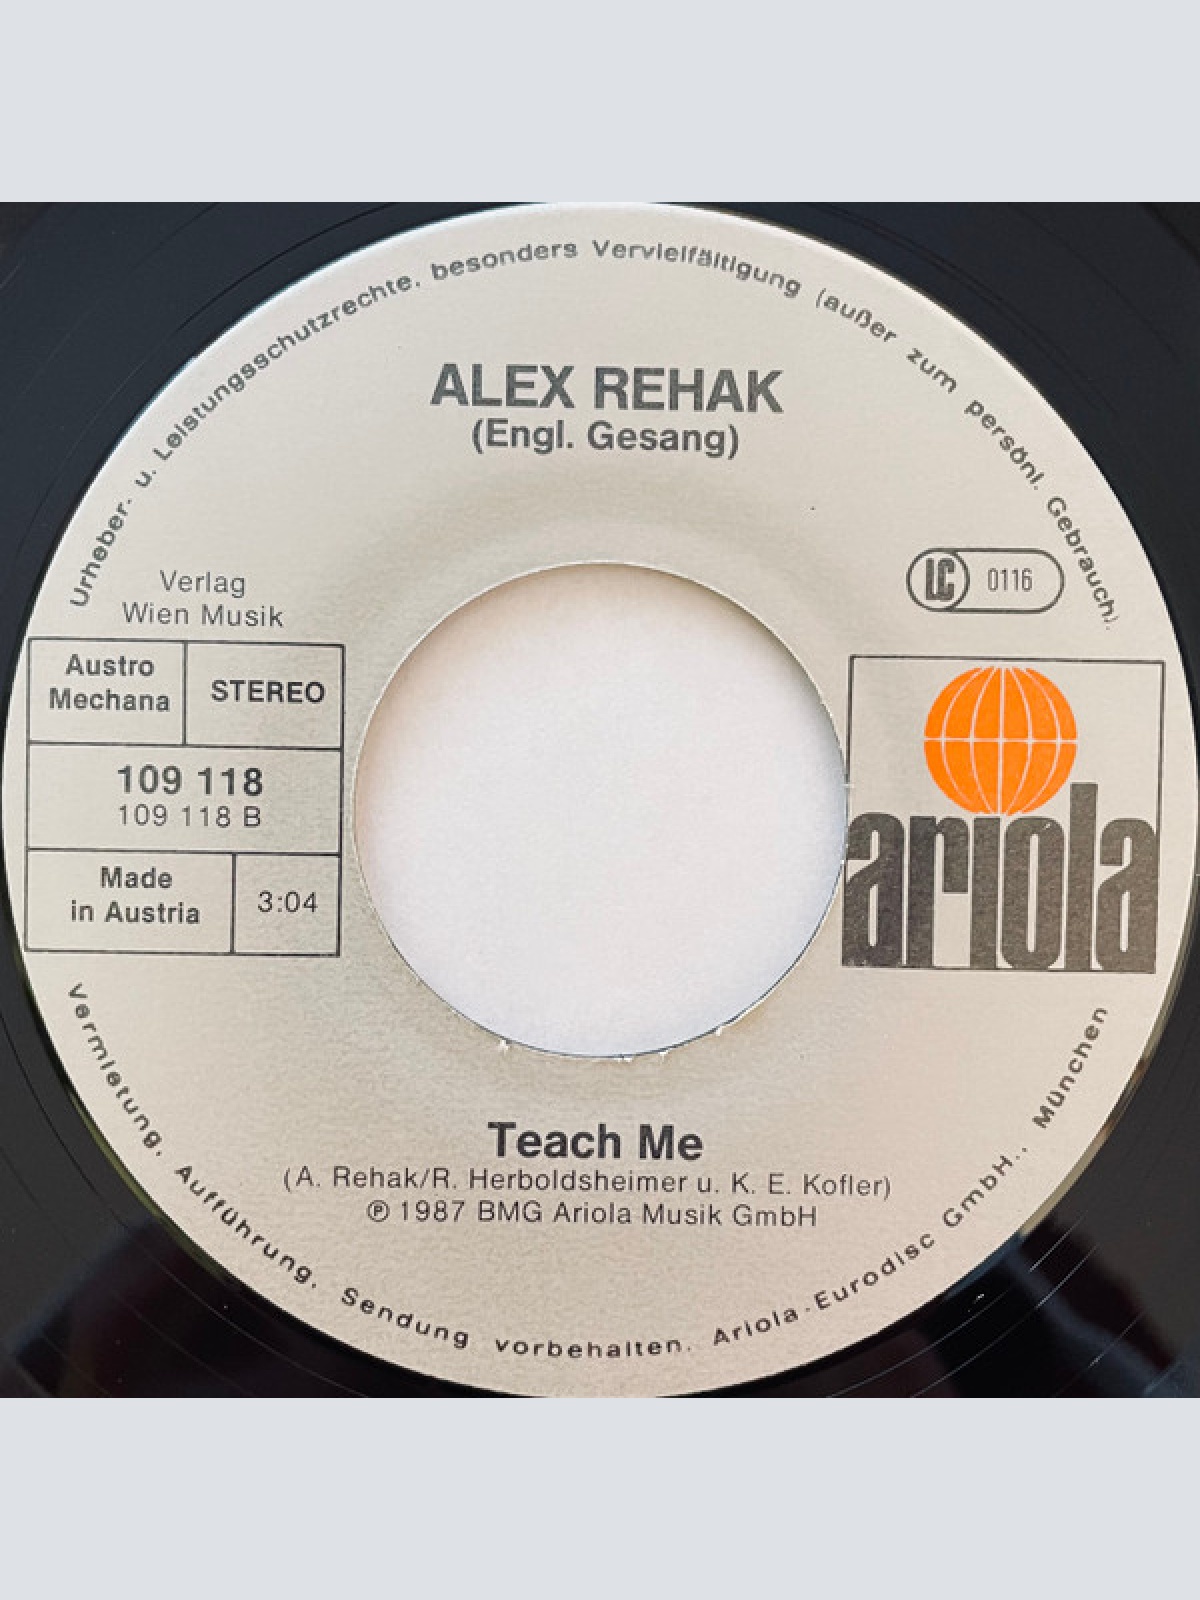 Urheber- u. Leistungsschutzrechte, besonders Vervielfältigung (außer zum persönl. Gebrauch),
ALEX REHAK
(Engl. Gesang)
Verlag
Wien Musik
LC 0116
Austro
Mechana
STEREO
109 118
109 118 B
Made
in Austria
3:04
ariola
Teach Me
(A. Rehak/R. Herboldsheimer u. K. E. Kofler)
℗ 1987 BMG Ariola Musik GmbH
Vermietung, Aufführung, Sendung vorbehalten. Ariola-Eurodisc GmbH., München